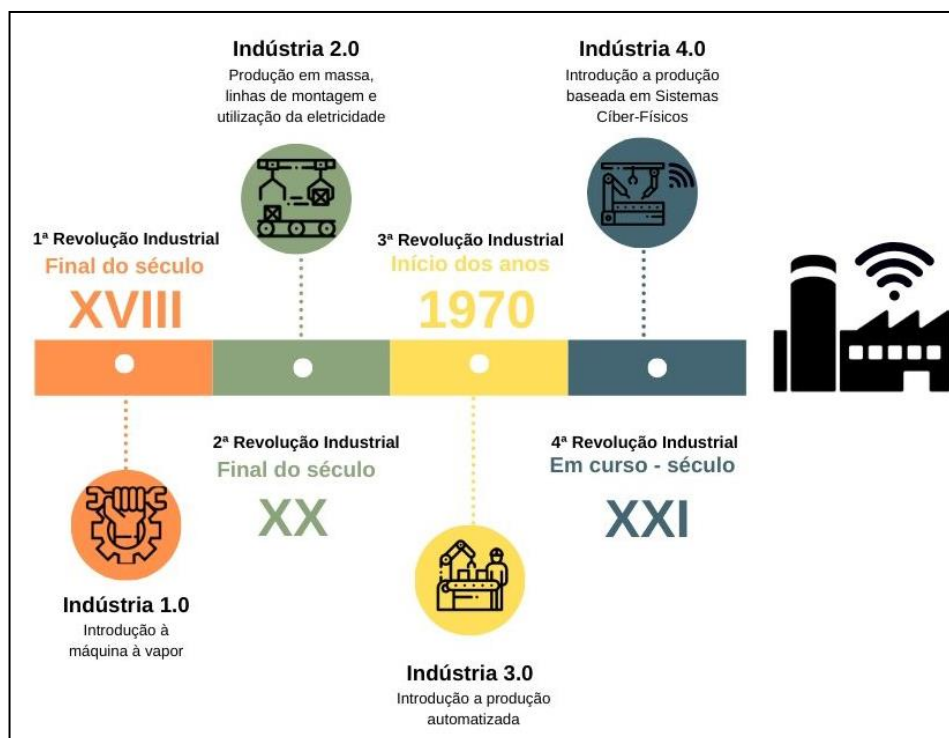 Indústria 2.0
Produção em massa,
linhas de montagem e
utilização da eletricidade
Indústria 4.0
Introdução a produção
baseada em Sistemas
Cíber-Físicos
1ª Revolução Industrial
Final do século
XVIII
3ª Revolução Industrial
Início dos anos
1970
2ª Revolução Industrial
Final do século
XX
4ª Revolução Industrial
Em curso - século
XXI
Indústria 1.0
Introdução à
máquina à vapor
Indústria 3.0
Introdução a produção
automatizada